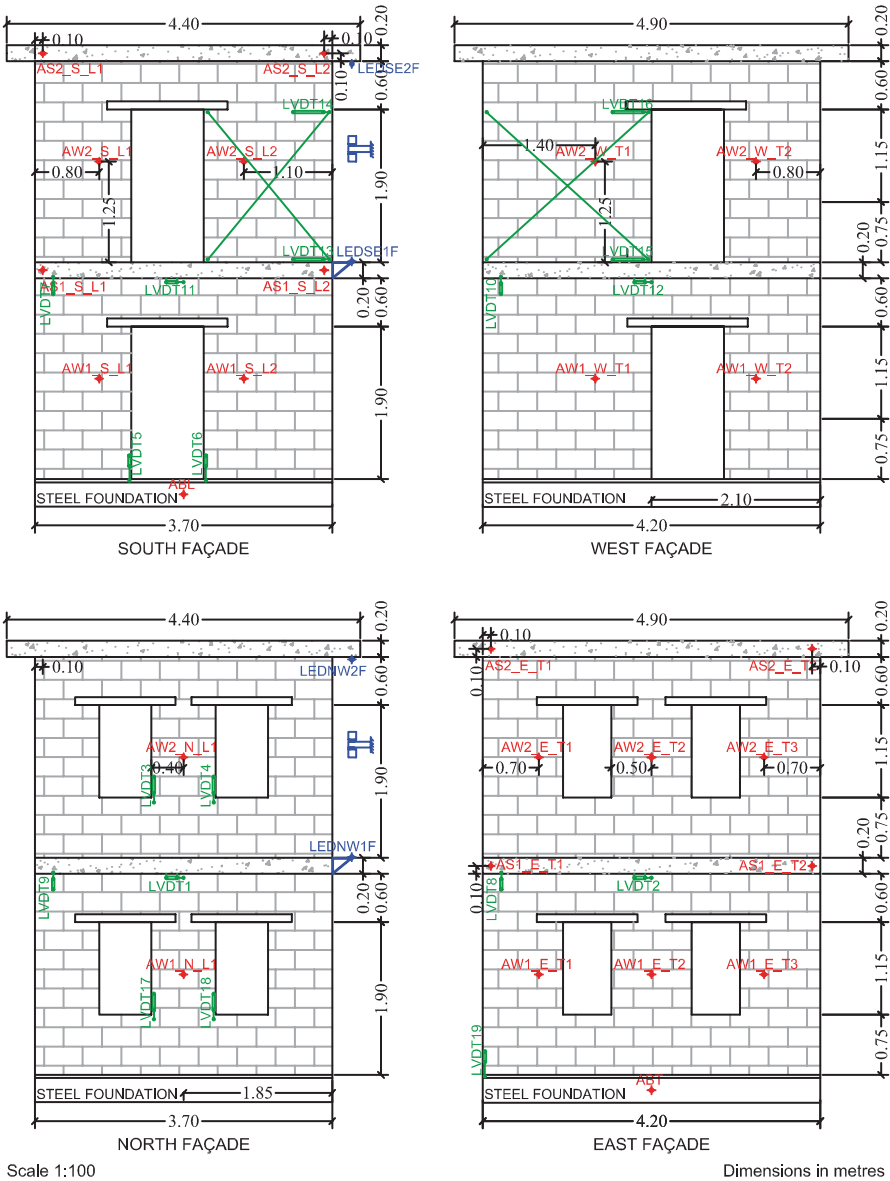 4.40
0.10
0.10
0.20
AS2_S_L1
AS2_S_L2
LEDSE2F
0.10
0.60
LVDT14
AW2_S_L1
AW2_S_L2
0.80
1.10
1.25
1.90
LVDT13
LEDSE1F
AS1_S_L1
AS1_S_L2
LVDT11
0.20
0.60
AW1_S_L1
AW1_S_L2
1.90
LVDT5
LVDT6
ABL
STEEL FOUNDATION
3.70
SOUTH FAÇADE
4.90
0.20
0.60
LVDT16
1.40
AW2_W_T1
AW2_W_T2
0.80
1.25
1.15
LVDT15
0.75
0.20
LVDT10
LVDT12
0.60
AW1_W_T1
AW1_W_T2
1.15
0.75
STEEL FOUNDATION
2.10
4.20
WEST FAÇADE
4.40
0.20
0.10
LEDNW2F
0.60
AW2_N_L1
0.40
LVDT3
LVDT4
1.90
LEDNW1F
LVDT9
LVDT1
0.20
0.60
AW1_N_L1
LVDT17
LVDT18
1.90
STEEL FOUNDATION
1.85
3.70
NORTH FAÇADE
4.90
0.20
0.10
AS2_E_T1
0.10
0.10
0.60
AW2_E_T1
AW2_E_T2
AW2_E_T3
0.70
0.50
0.70
1.15
0.75
0.20
AS1_E_T1
AS1_E_T2
0.10
LVDT8
LVDT2
0.60
AW1_E_T1
AW1_E_T2
AW1_E_T3
1.15
LVDT19
0.75
ABT
STEEL FOUNDATION
4.20
EAST FAÇADE
Scale 1:100
Dimensions in metres